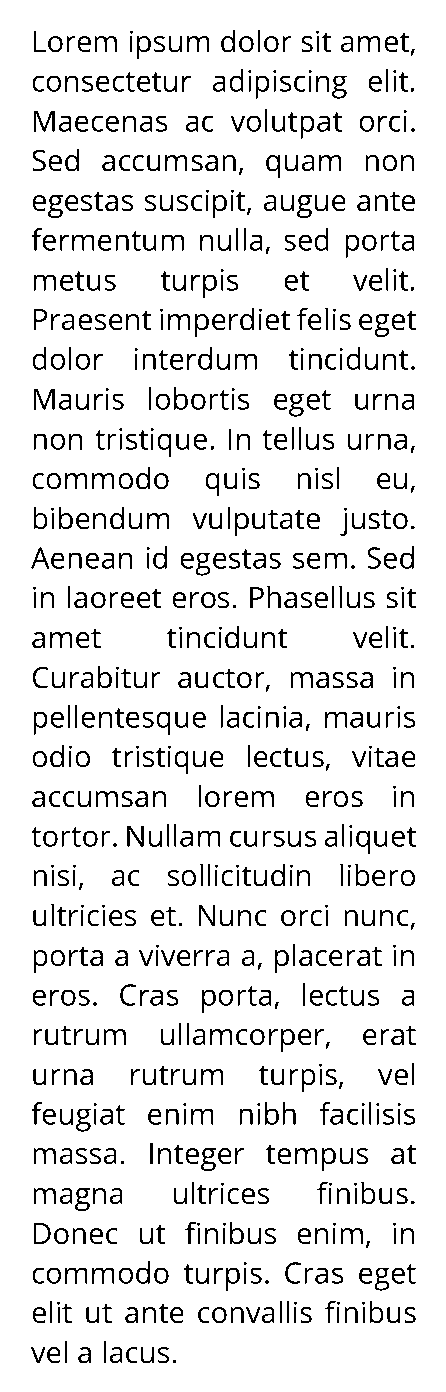 Lorem ipsum dolor sit amet,
consectetur adipiscing elit.
Maecenas ac volutpat orci.
Sed accumsan, quam non
egestas suscipit, augue ante
fermentum nulla, sed porta
metus turpis et velit.
Praesent imperdiet felis eget
dolor interdum tincidunt.
Mauris lobortis eget urna
non tristique. In tellus urna,
commodo quis nisl eu,
bibendum vulputate justo.
Aenean id egestas sem. Sed
in laoreet eros. Phasellus sit
amet tincidunt velit.
Curabitur auctor, massa in
pellentesque lacinia, mauris
odio tristique lectus, vitae
accumsan lorem eros in
tortor. Nullam cursus aliquet
nisi, ac sollicitudin libero
ultricies et. Nunc orci nunc,
porta a viverra a, placerat in
eros. Cras porta, lectus a
rutrum ullamcorper, erat
urna rutrum turpis, vel
feugiat enim nibh facilisis
massa. Integer tempus at
magna ultrices finibus.
Donec ut finibus enim, in
commodo turpis. Cras eget
elit ut ante convallis finibus
vel a lacus.